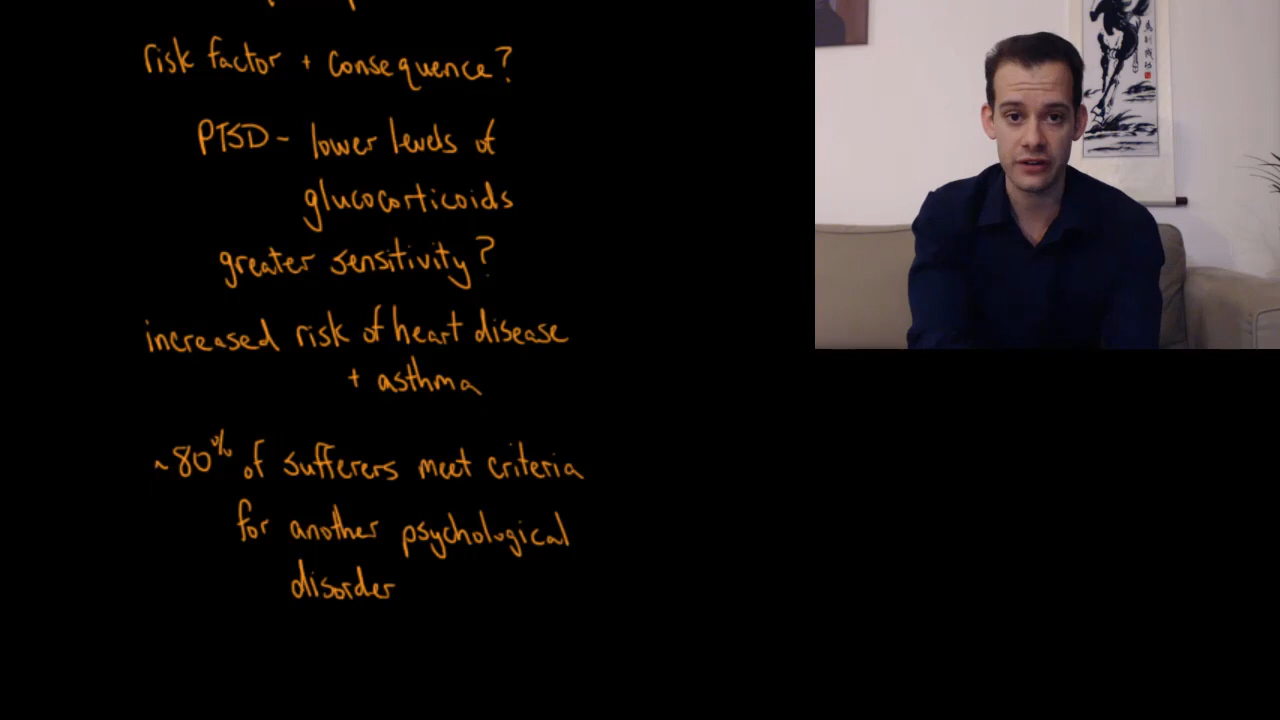 risk factor + consequence?
PTSD - lower levels of
glucocorticoids
greater sensitivity?
increased risk of heart disease
+ asthma
~80% of sufferers meet criteria
for another psychological
disorder